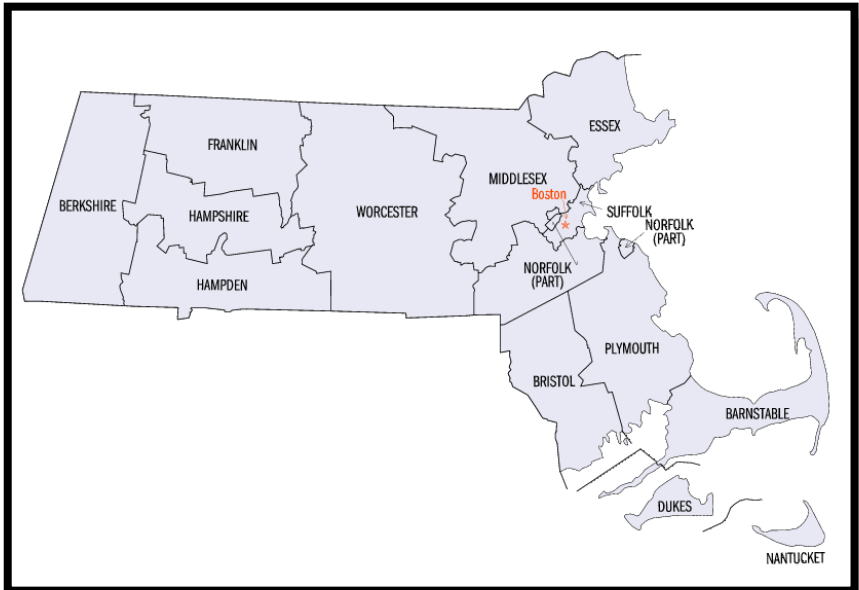 ESSEX
FRANKLIN
MIDDLESEX
Boston
BERKSHIRE
HAMPSHIRE
WORCESTER
SUFFOLK
NORFOLK
(PART)
HAMPDEN
NORFOLK
(PART)
PLYMOUTH
BRISTOL
BARNSTABLE
DUKES
NANTUCKET